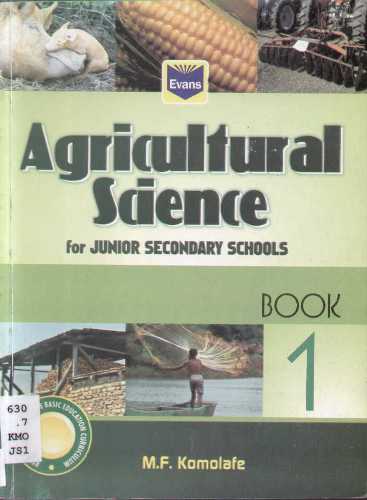 Evans
Agricultural
Science
for JUNIOR SECONDARY SCHOOLS
BOOK
1
630
.7
KMO
JS1
BASIC EDUCATION CURRICULUM
M.F. Komolafe